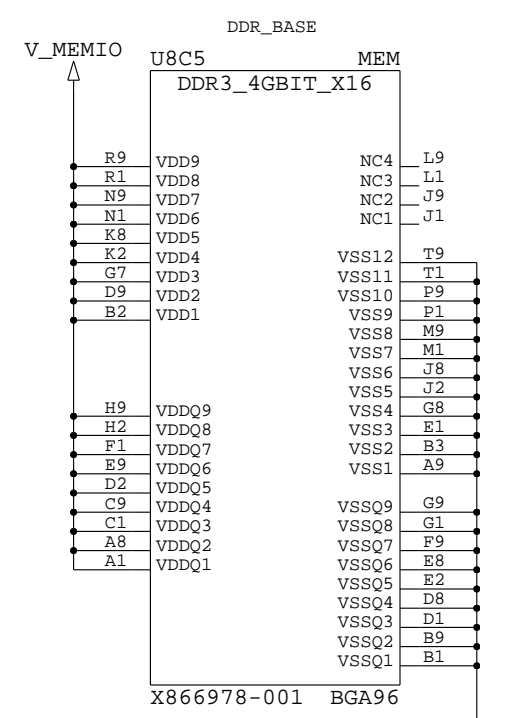 DDR_BASE
V_MEMIO
U8C5 MEM
DDR3_4GBIT_X16
R9 VDD9 NC4 L9
R1 VDD8 NC3 L1
N9 VDD7 NC2 J9
N1 VDD6 NC1 J1
K8 VDD5
K2 VDD4 VSS12 T9
G7 VDD3 VSS11 T1
D9 VDD2 VSS10 P9
B2 VDD1 VSS9 P1
VSS8 M9
VSS7 M1
VSS6 J8
VSS5 J2
H9 VDDQ9 VSS4 G8
H2 VDDQ8 VSS3 E1
F1 VDDQ7 VSS2 B3
E9 VDDQ6 VSS1 A9
D2 VDDQ5
C9 VDDQ4 VSSQ9 G9
C1 VDDQ3 VSSQ8 G1
A8 VDDQ2 VSSQ7 F9
A1 VDDQ1 VSSQ6 E8
VSSQ5 E2
VSSQ4 D8
VSSQ3 D1
VSSQ2 B9
VSSQ1 B1
X866978-001 BGA96